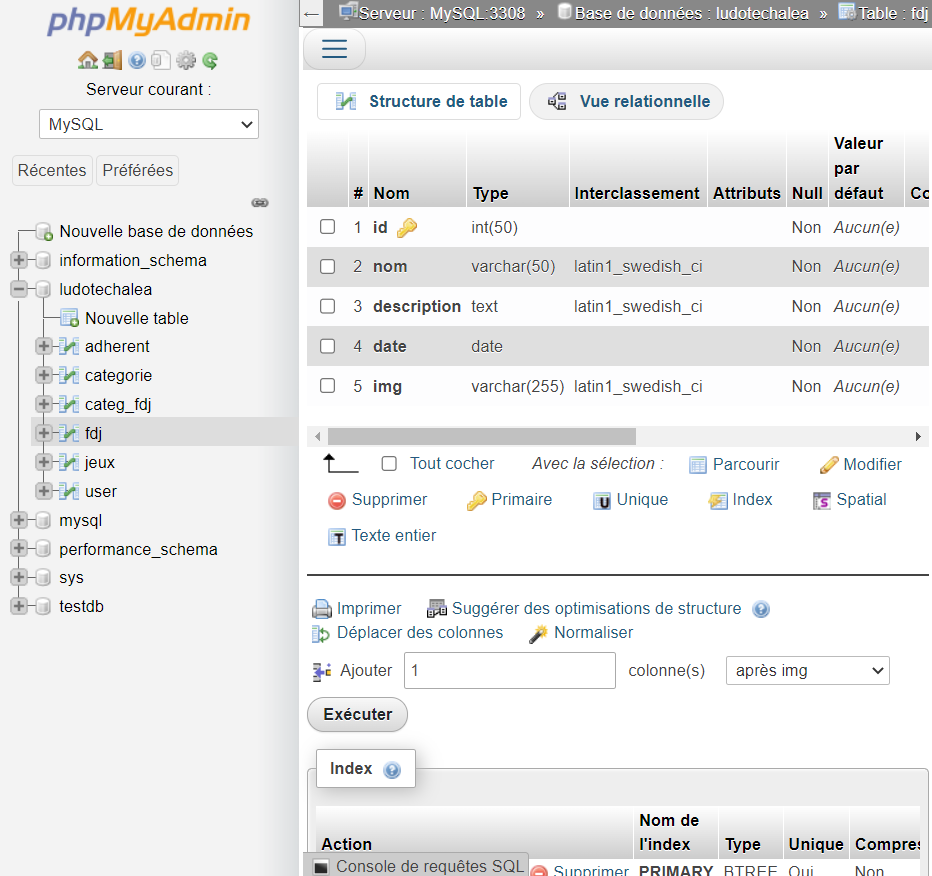 phpMyAdmin
Serveur courant :
MySQL
Récentes Préférées
Nouvelle base de données
information_schema
ludotechalea
Nouvelle table
adherent
categorie
categ_fdj
fdj
jeux
user
mysql
performance_schema
sys
testdb
← Serveur : MySQL:3308 » Base de données : ludotechalea » Table : fdj
Structure de table Vue relationnelle
# Nom Type Interclassement Attributs Null Valeur par défaut Co
1 id int(50) Non Aucun(e)
2 nom varchar(50) latin1_swedish_ci Non Aucun(e)
3 description text latin1_swedish_ci Non Aucun(e)
4 date date Non Aucun(e)
5 img varchar(255) latin1_swedish_ci Non Aucun(e)
Tout cocher Avec la sélection : Parcourir Modifier
Supprimer Primaire Unique Index Spatial
Texte entier
Imprimer Suggérer des optimisations de structure
Déplacer des colonnes Normaliser
Ajouter 1 colonne(s) après img
Exécuter
Index
Action Nom de l'index Type Unique Compres
Console de requêtes SQL Supprimer PRIMARY BTREE Oui Non